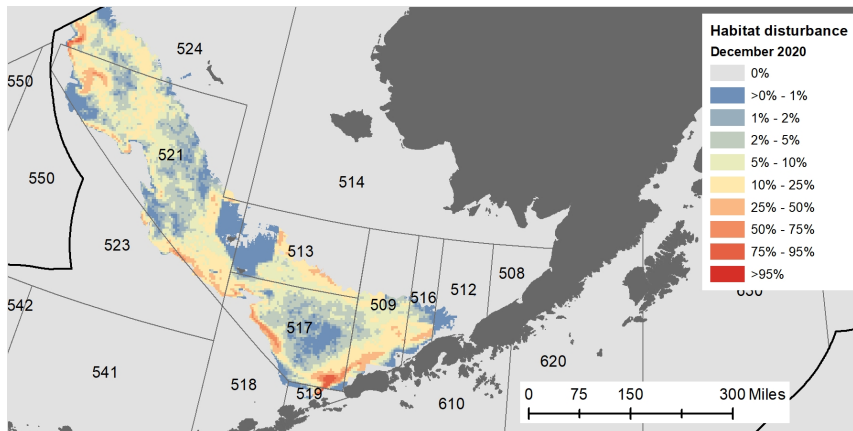 Habitat disturbance
December 2020
0%
>0% - 1%
1% - 2%
2% - 5%
5% - 10%
10% - 25%
25% - 50%
50% - 75%
75% - 95%
>95%
524
550
521
550
514
523
513
508
512
516
509
542
517
541
518
519
620
610
630
0 75 150 300 Miles